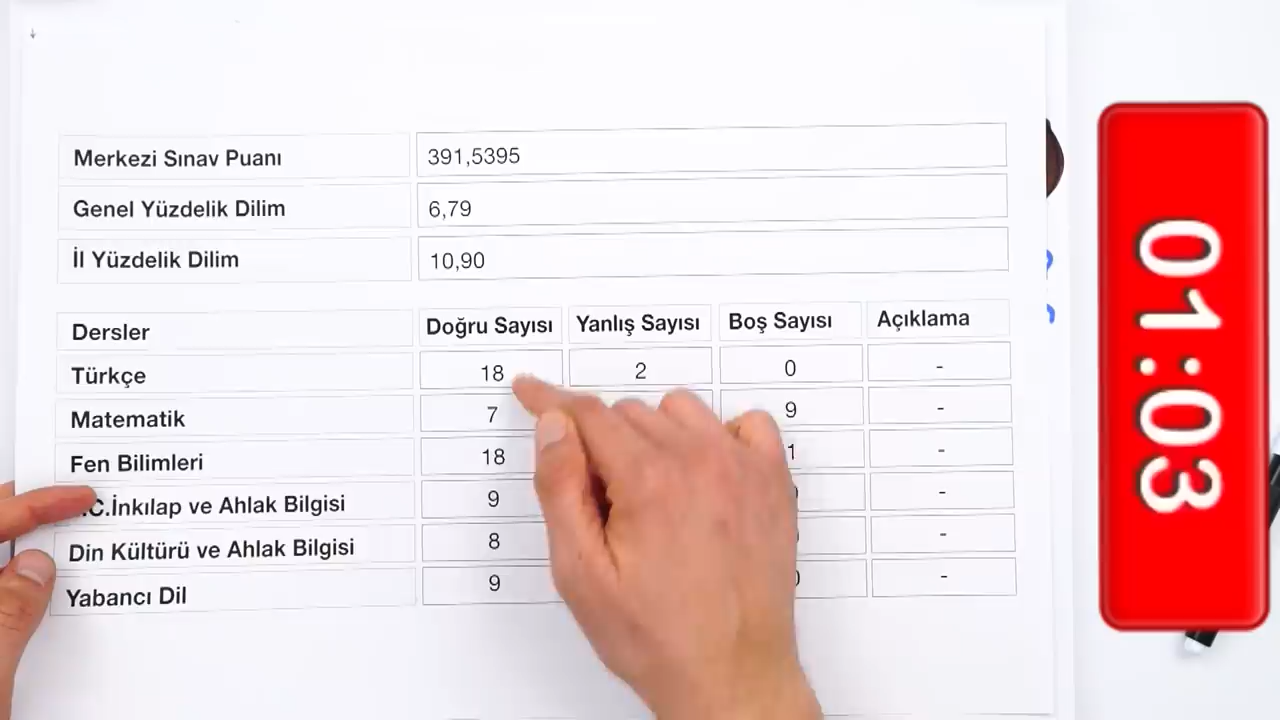 Merkezi Sınav Puanı 391,5395
Genel Yüzdelik Dilim 6,79
İl Yüzdelik Dilim 10,90
Dersler Doğru Sayısı Yanlış Sayısı Boş Sayısı Açıklama
Türkçe 18 2 0 -
Matematik 7 9 -
Fen Bilimleri 18 1 -
.C.İnkılap ve Ahlak Bilgisi 9 -
Din Kültürü ve Ahlak Bilgisi 8 -
Yabancı Dil 9 -
01:03